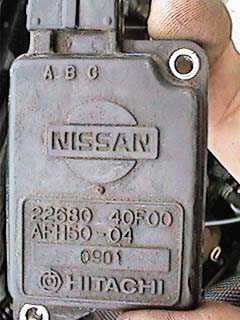 A B C
NISSAN
22680 40F00
AFH50-04
0901
HITACHI